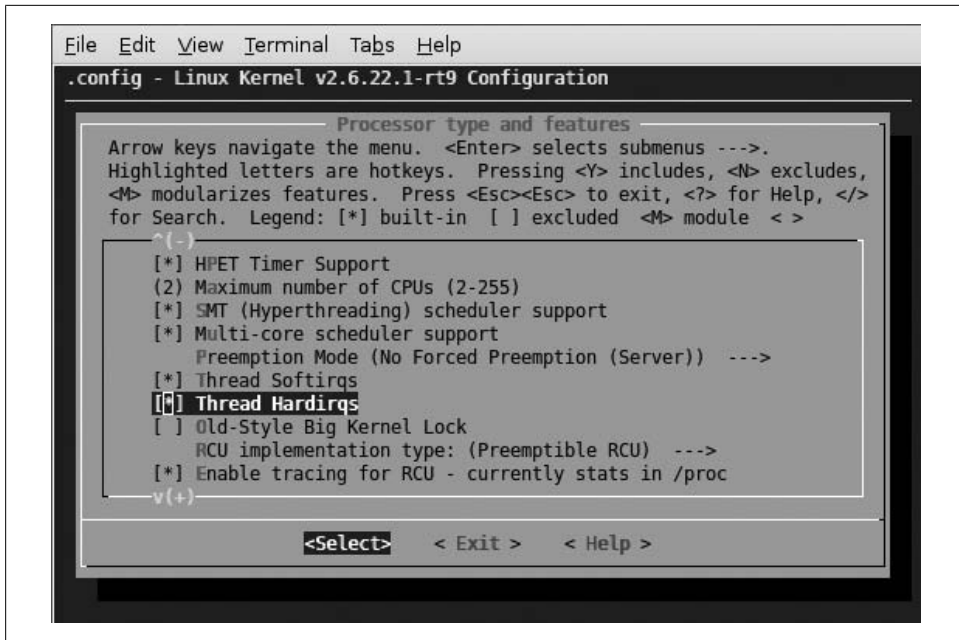 File Edit View Terminal Tabs Help
.config - Linux Kernel v2.6.22.1-rt9 Configuration
Processor type and features
Arrow keys navigate the menu. <Enter> selects submenus --->.
Highlighted letters are hotkeys. Pressing <Y> includes, <N> excludes,
<M> modularizes features. Press <Esc><Esc> to exit, <?> for Help, </>
for Search. Legend: [*] built-in [ ] excluded <M> module < >
^(-)
[*] HPET Timer Support
(2) Maximum number of CPUs (2-255)
[*] SMT (Hyperthreading) scheduler support
[*] Multi-core scheduler support
Preemption Mode (No Forced Preemption (Server)) --->
[*] Thread Softirqs
[*] Thread Hardirqs
[ ] Old-Style Big Kernel Lock
RCU implementation type: (Preemptible RCU) --->
[*] Enable tracing for RCU - currently stats in /proc
v(+)
<Select> < Exit > < Help >